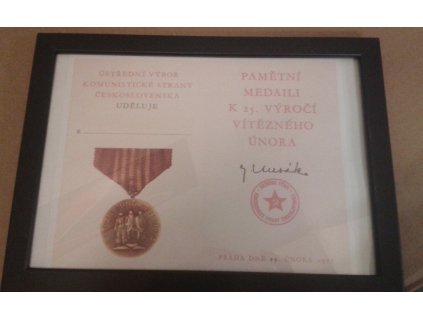 ÚSTŘEDNÍ VÝBOR
KOMUNISTICKÉ STRANY
ČESKOSLOVENSKA
UDĚLUJE
PAMĚTNÍ
MEDAILI
K 25. VÝROČÍ
VÍTĚZNÉHO
ÚNORA
PRAHA DNE 25. ÚNORA